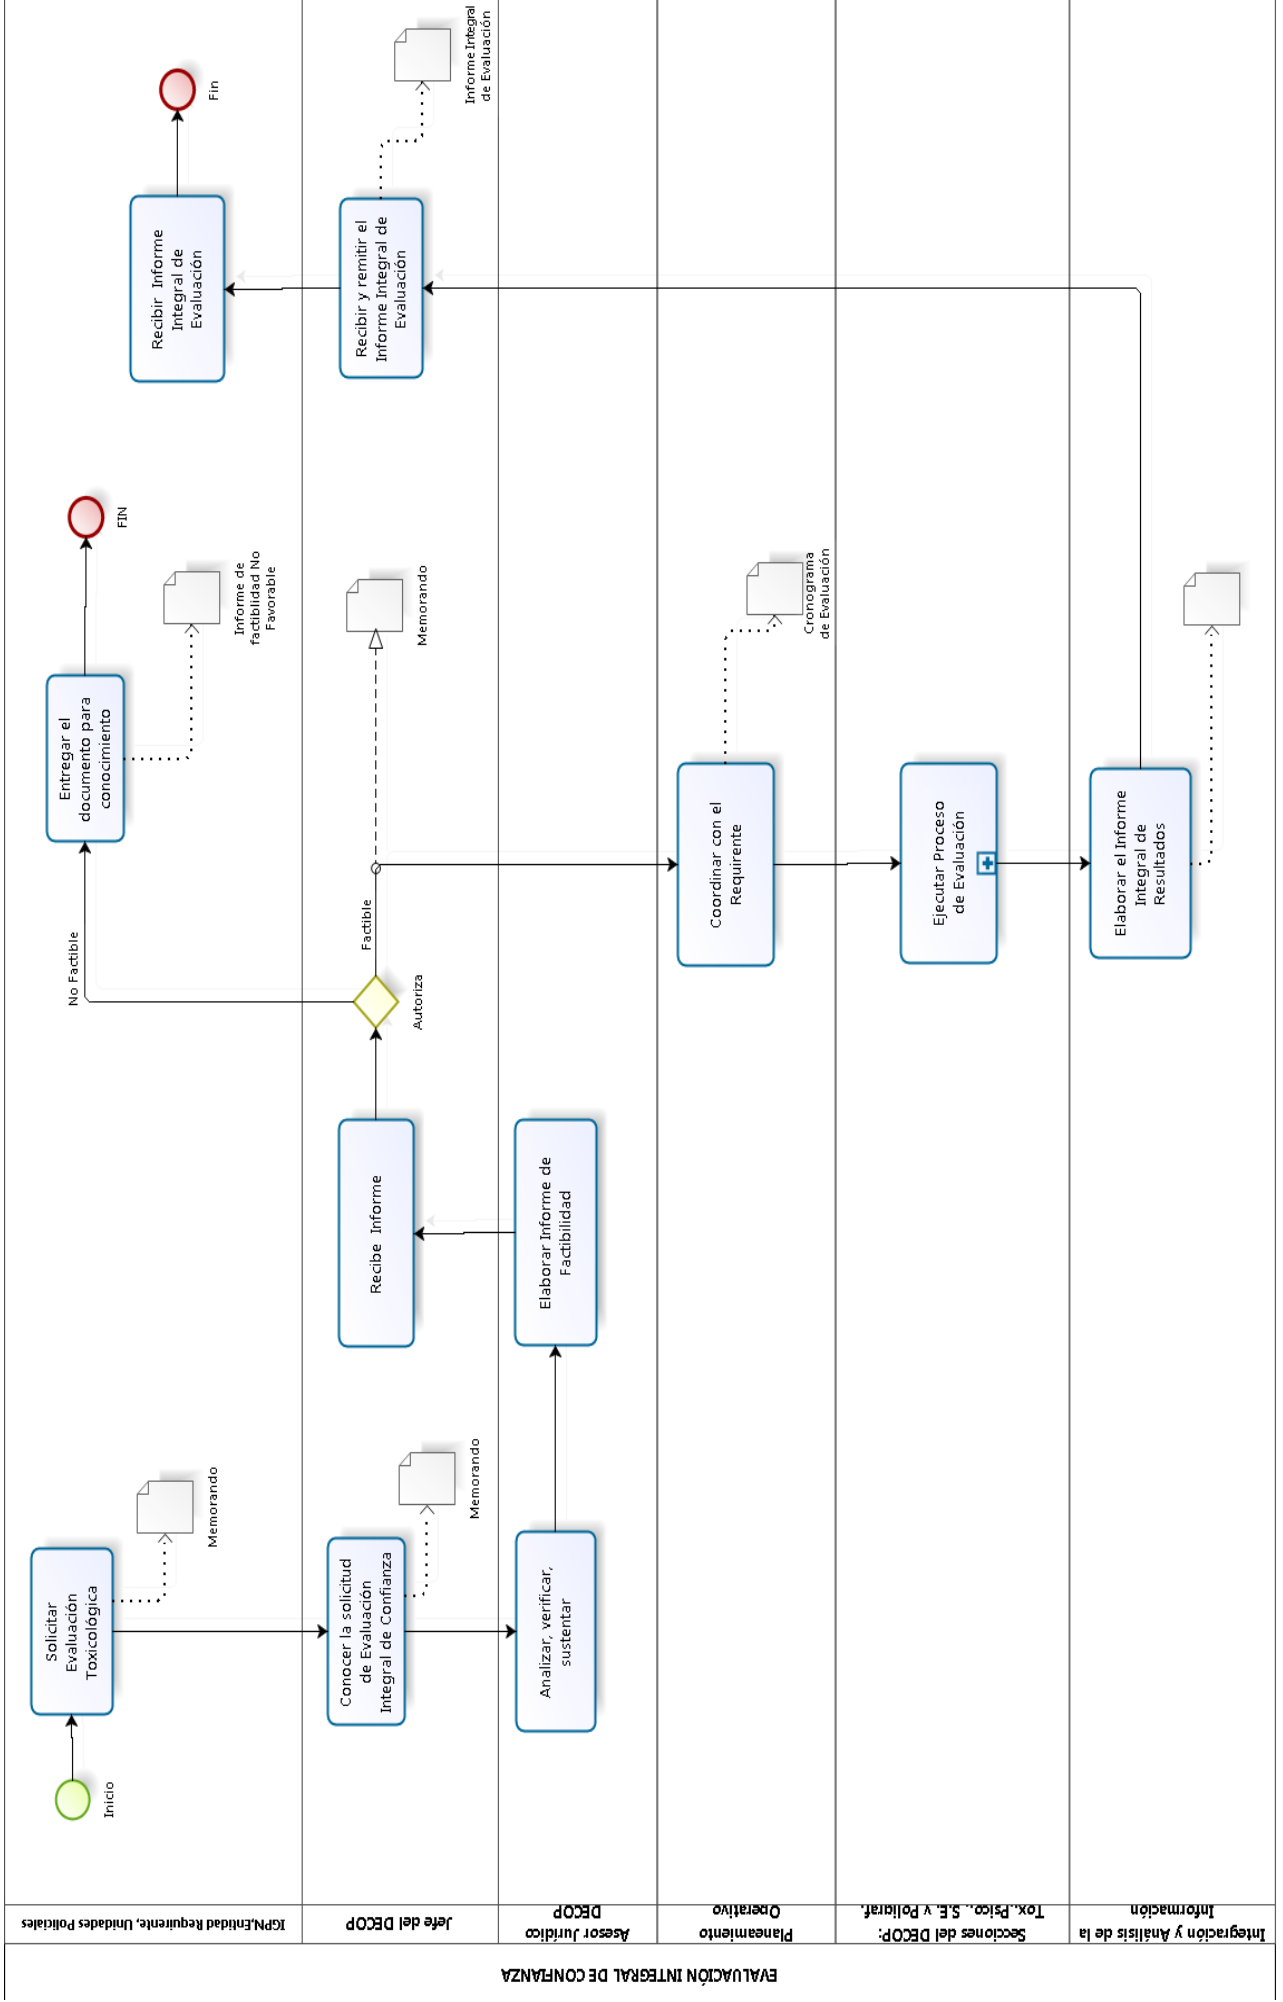 EVALUACIÓN INTEGRAL DE CONFIANZA
IGPN,Entidad Requirente, Unidades Policiales
Jefe del DECOP
Asesor Jurídico
DECOP
Planeamiento
Operativo
Secciones del DECOP:
Tox.,Psico., S.E. y Poligraf.
Integración y Análisis de la
Información
Inicio
Solicitar
Evaluación
Toxicológica
Memorando
Conocer la solicitud
de Evaluación
Integral de Confianza
Memorando
Analizar, verificar,
sustentar
Elaborar Informe de
Factibilidad
Recibe Informe
Autoriza
No Factible
Factible
Entregar el
documento para
conocimiento
Informe de
factiblidad No
Favorable
FIN
Memorando
Coordinar con el
Requirente
Cronograma
de Evaluación
Ejecutar Proceso
de Evaluación
Elaborar el Informe
Integral de
Resultados
Recibir y remitir el
Informe Integral de
Evaluación
Informe Integral
de Evaluación
Recibir Informe
Integral de
Evaluación
Fin